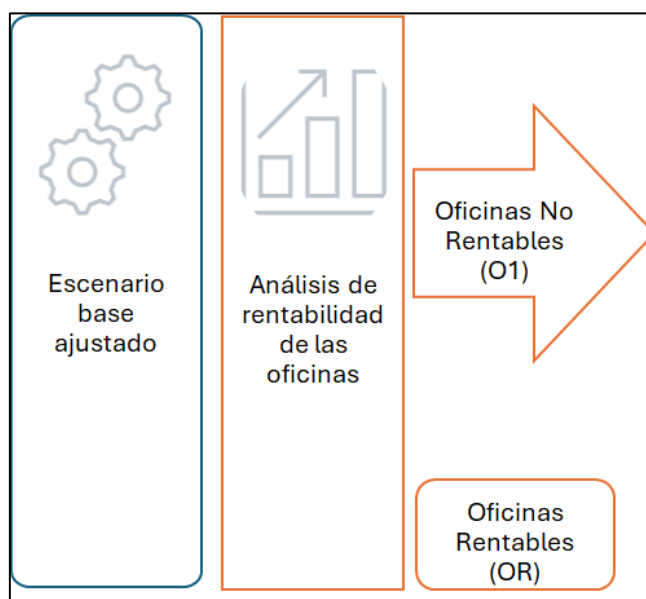 Escenario
base
ajustado
Análisis de
rentabilidad
de las
oficinas
Oficinas No
Rentables
(O1)
Oficinas
Rentables
(OR)